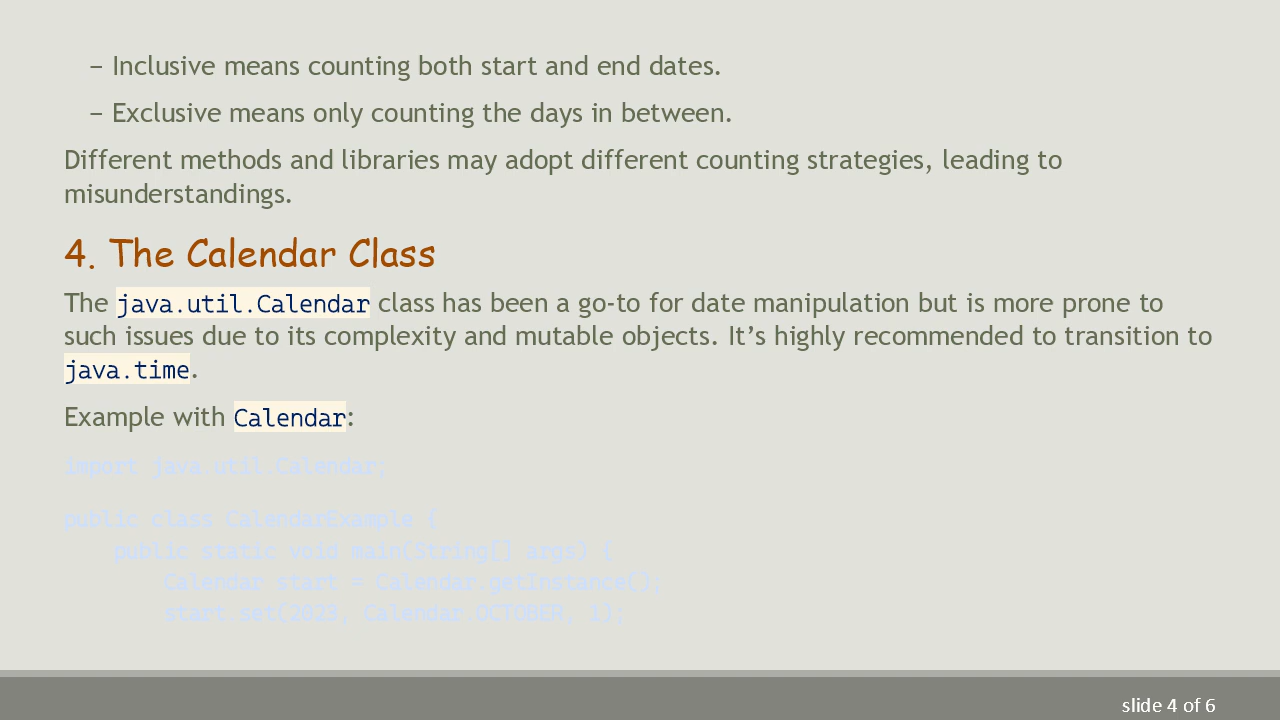 – Inclusive means counting both start and end dates.
– Exclusive means only counting the days in between.
Different methods and libraries may adopt different counting strategies, leading to
misunderstandings.
4. The Calendar Class
The java.util.Calendar class has been a go-to for date manipulation but is more prone to
such issues due to its complexity and mutable objects. It’s highly recommended to transition to
java.time.
Example with Calendar:
import java.util.Calendar;
public class CalendarExample {
    public static void main(String[] args) {
        Calendar start = Calendar.getInstance();
        start.set(2023, Calendar.OCTOBER, 1);
slide 4 of 6